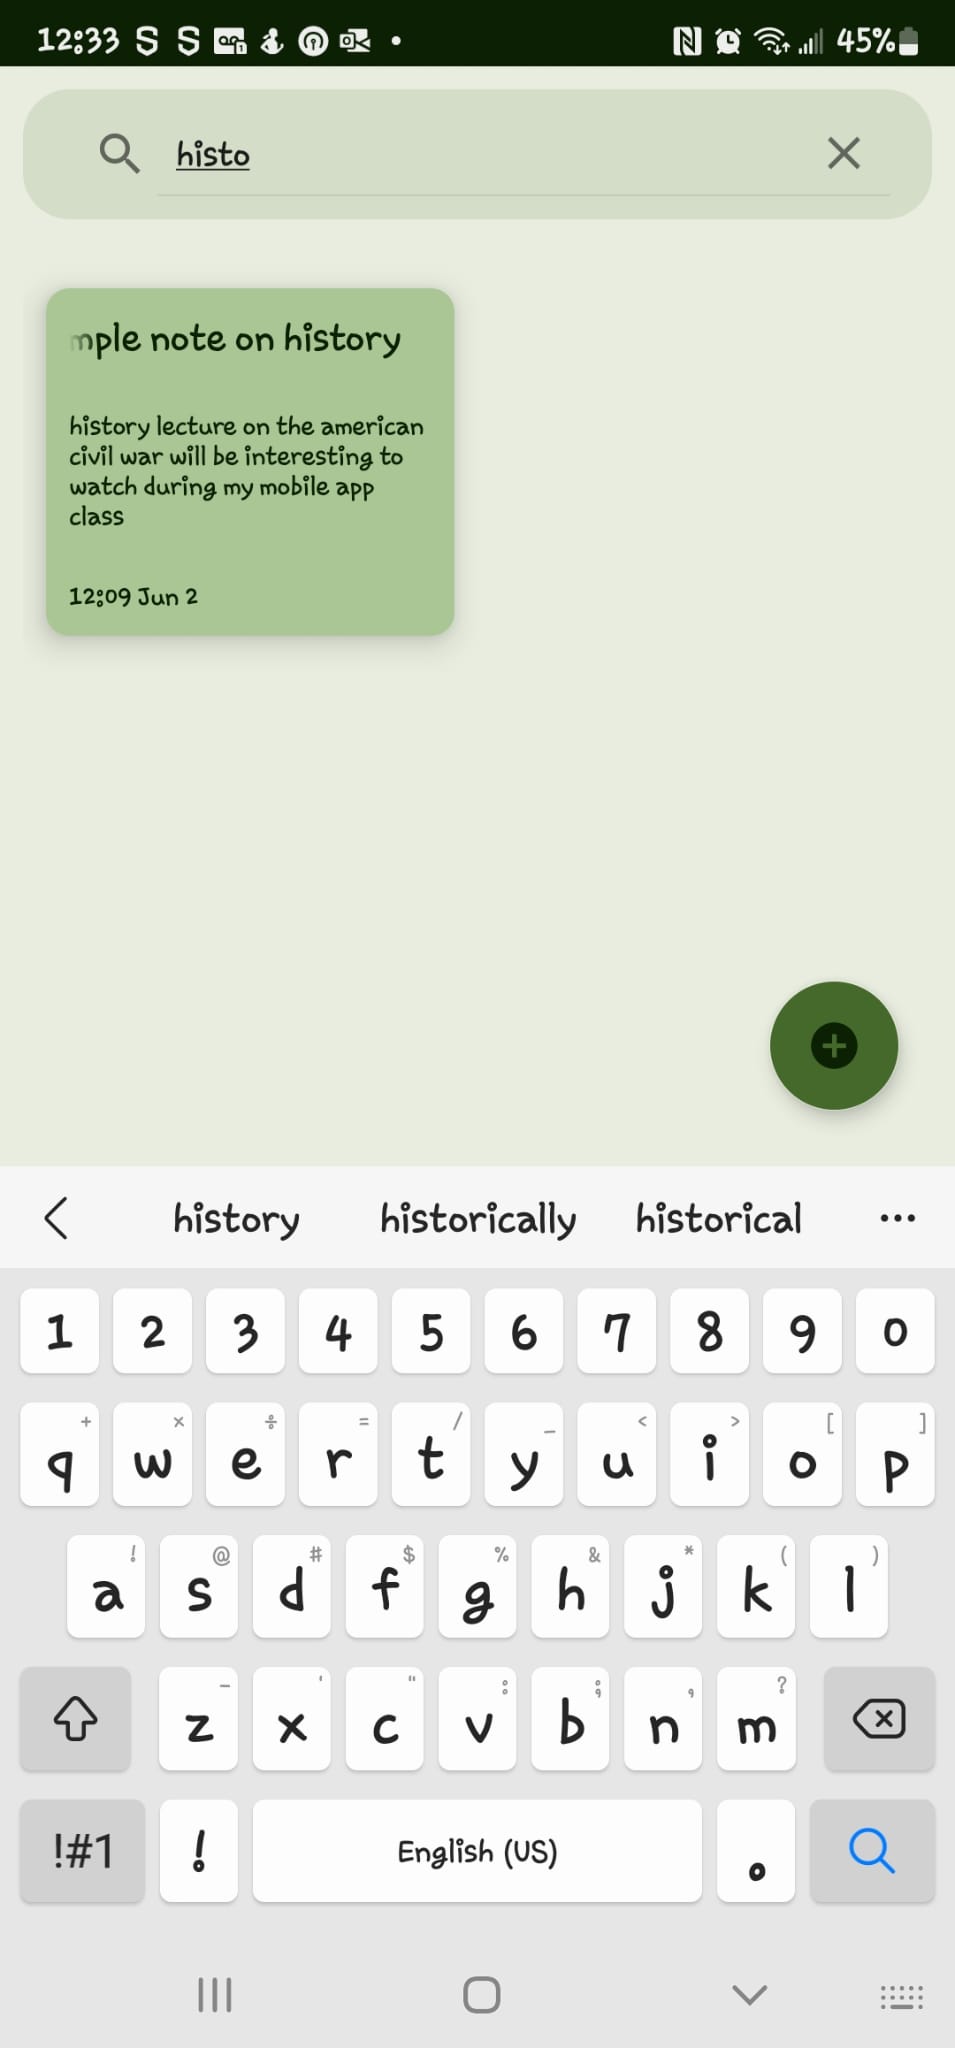 12:33 45%
histo
mple note on history
history lecture on the american
civil war will be interesting to
watch during my mobile app
class
12:09 Jun 2
history historically historical ...
1 2 3 4 5 6 7 8 9 0
+ × ÷ = / _ < > [ ]
q w e r t y u i o p
! @ # $ % & * ( )
a s d f g h j k l
- ' " : ; , ?
z x c v b n m
!#1 ! English (US) .